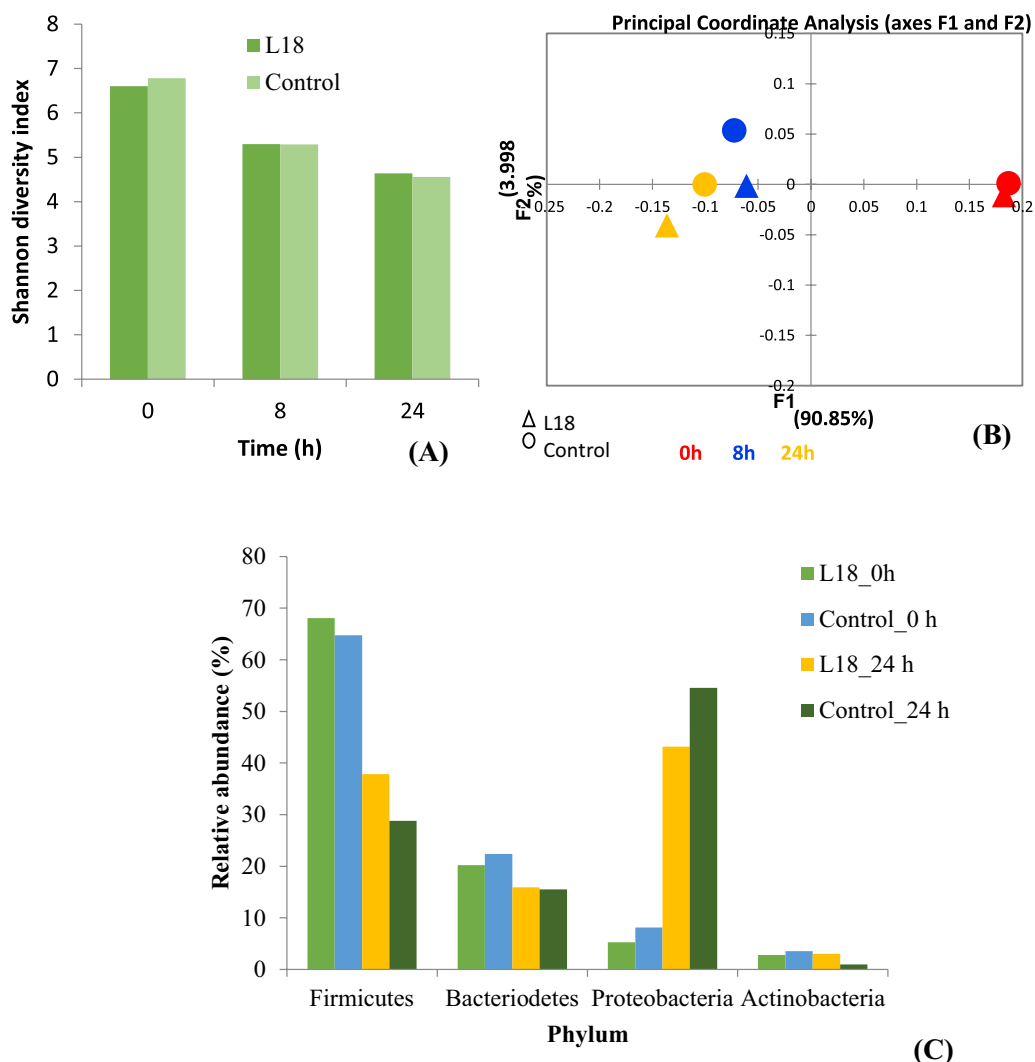 8
7
6
5
4
3
2
1
0
Shannon diversity index
L18
Control
0 8 24
Time (h)
(A)
Principal Coordinate Analysis (axes F1 and F2)
0.15
0.1
0.05
0
-0.05
-0.1
-0.15
-0.2
0.25 -0.2 -0.15 -0.1 -0.05 0 0.05 0.1 0.15 0.2
F2
(3.998
%)
F1
(90.85%)
L18
Control
0h 8h 24h
(B)
80
70
60
50
40
30
20
10
0
Relative abundance (%)
L18_0h
Control_0 h
L18_24 h
Control_24 h
Firmicutes Bacteriodetes Proteobacteria Actinobacteria
Phylum
(C)